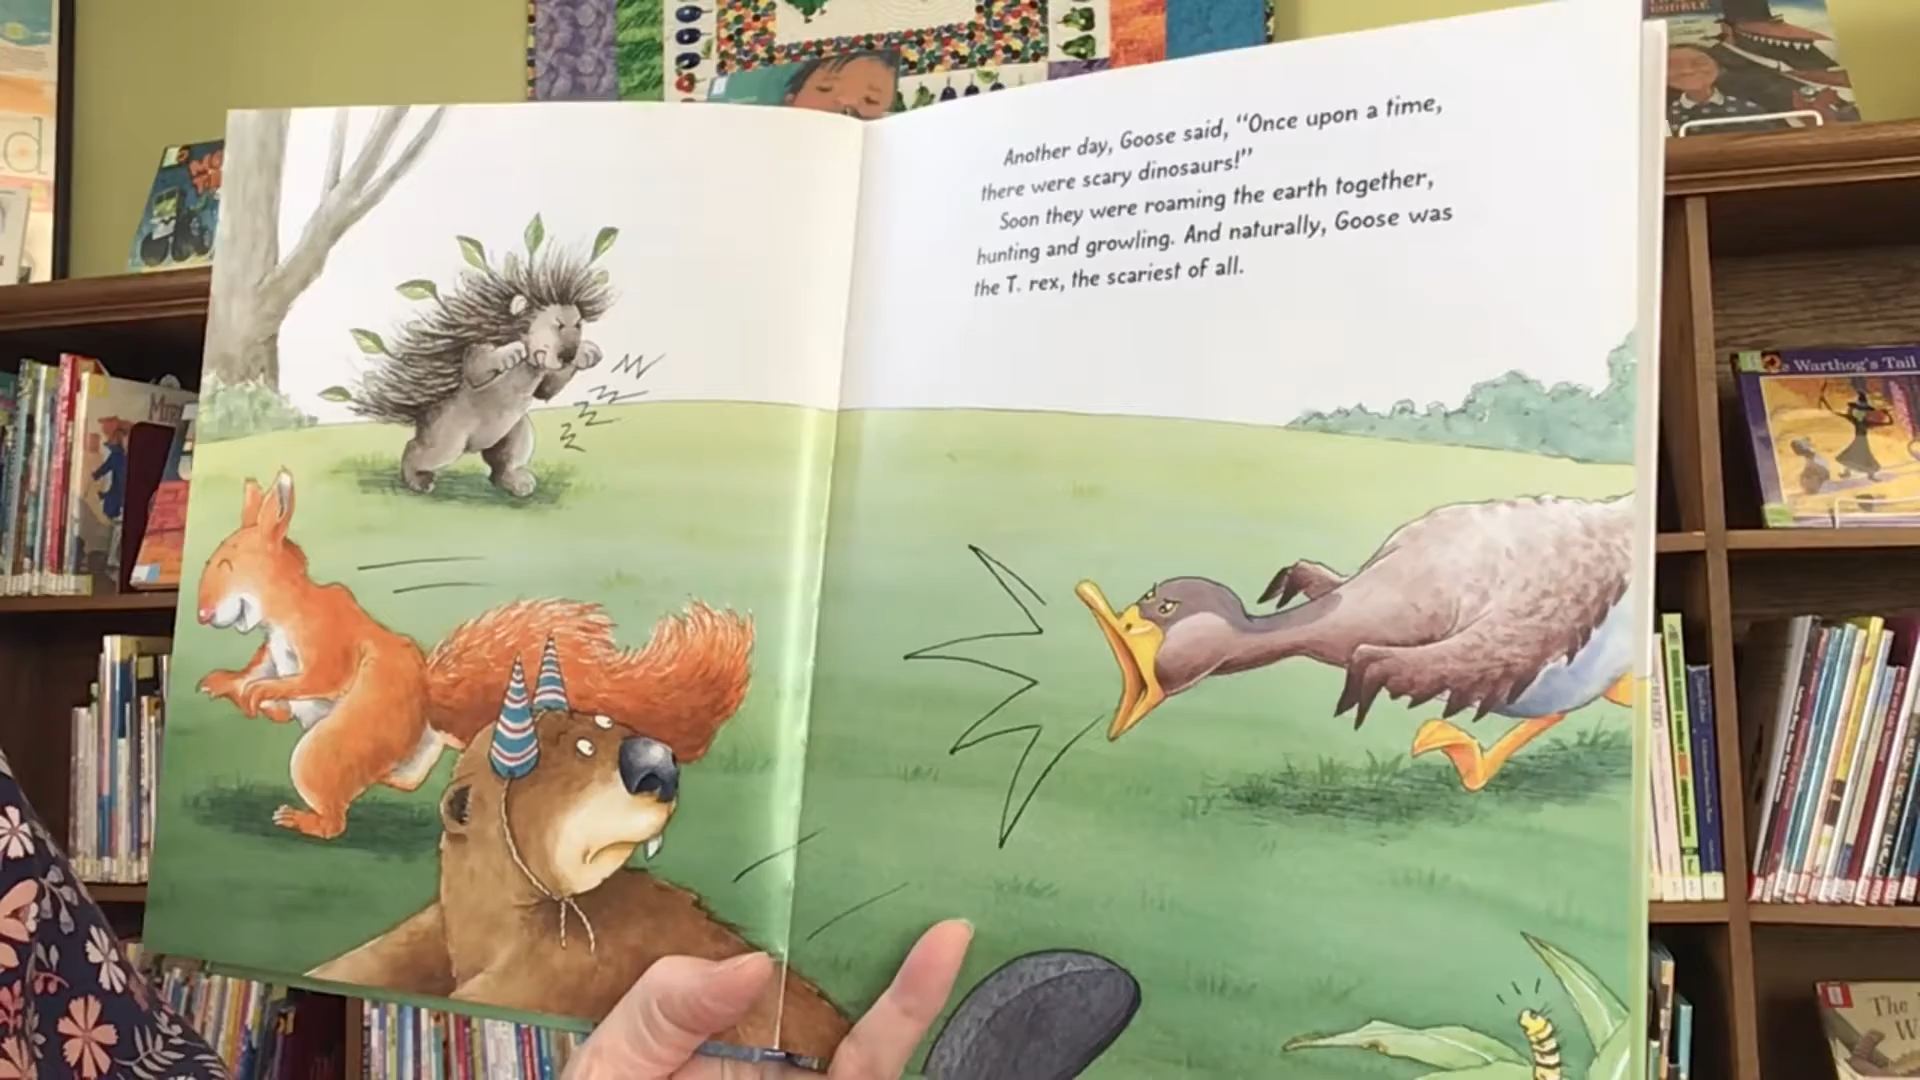 Another day, Goose said, "Once upon a time,
there were scary dinosaurs!"
Soon they were roaming the earth together,
hunting and growling. And naturally, Goose was
the T. rex, the scariest of all.
Warthog's Tail
The